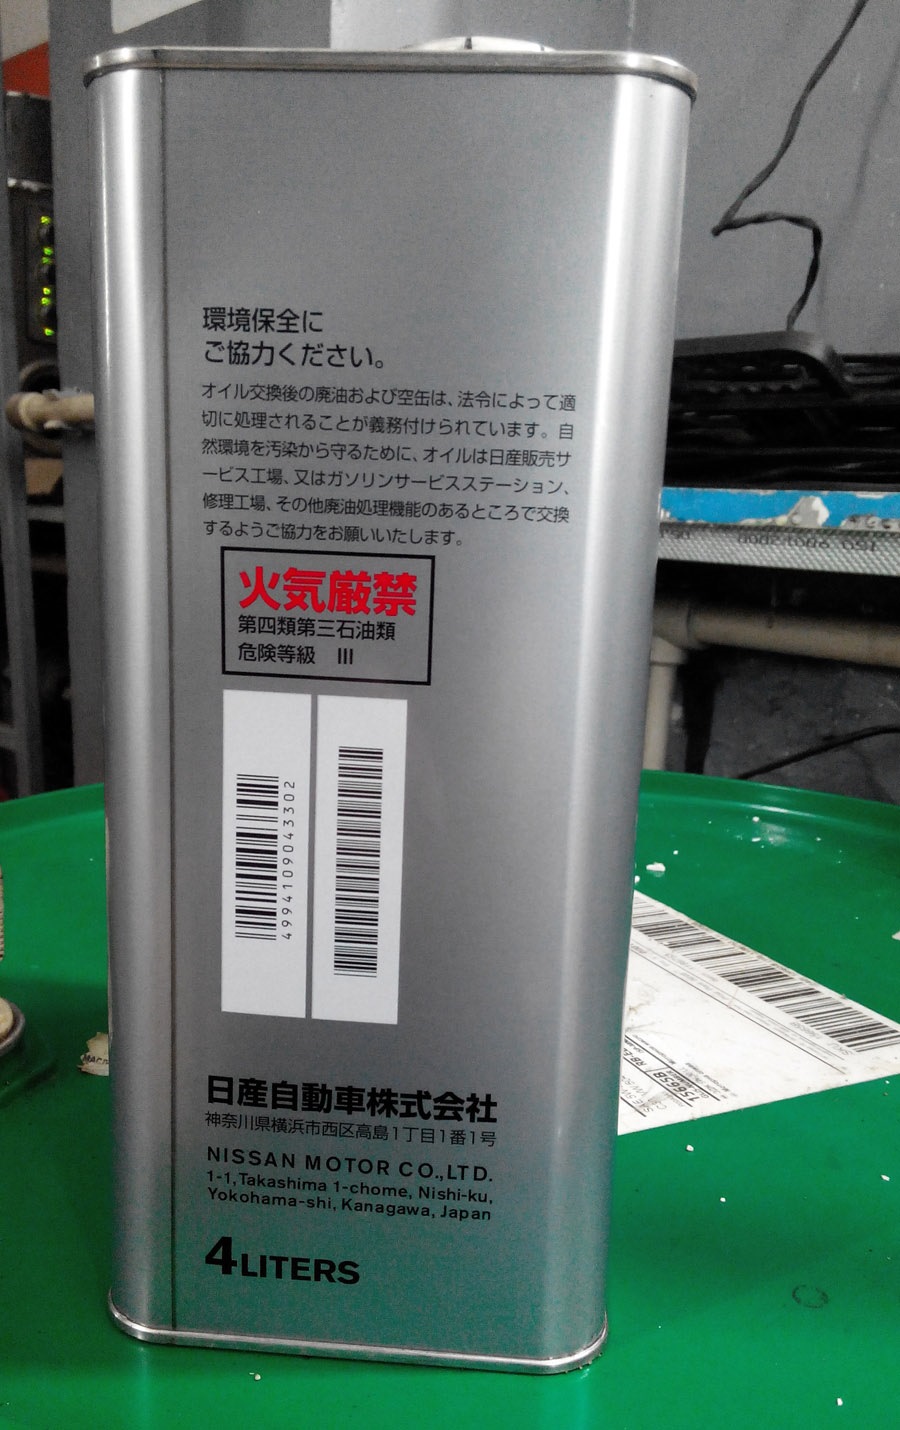 環境保全に
ご協力ください。
オイル交換後の廃油および空缶は、法令によって適
切に処理されることが義務付けられています。自
然環境を汚染から守るために、オイルは日産販売サ
ービス工場、又はガソリンサービスステーション、
修理工場、その他廃油処理機能のあるところで交換
するようご協力をお願いいたします。
火気厳禁
第四類第三石油類
危険等級 III
4994109043302
日産自動車株式会社
神奈川県横浜市西区高島1丁目1番1号
NISSAN MOTOR CO.,LTD.
1-1,Takashima 1-chome, Nishi-ku,
Yokohama-shi, Kanagawa, Japan
4LITERS
156658